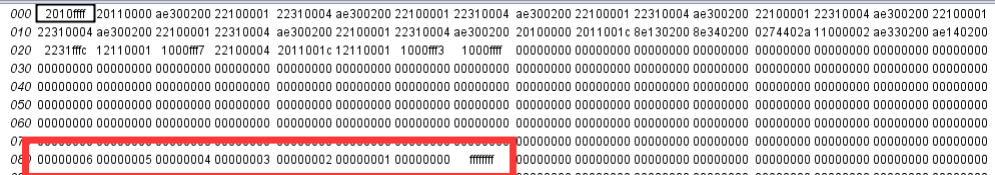 000 2010ffff 20110000 ae300200 22100001 22310004 ae300200 22100001 22310004 ae300200 22100001 22310004 ae300200 22100001 22310004 ae300200 22100001
010 22310004 ae300200 22100001 22310004 ae300200 22100001 22310004 ae300200 20100000 2011001c 8e130200 8e340200 0274402a 11000002 ae330200 ae140200
020 2231fffc 12110001 1000fff7 22100004 2011001c 12110001 1000fff3 1000ffff 00000000 00000000 00000000 00000000 00000000 00000000 00000000 00000000
030 00000000 00000000 00000000 00000000 00000000 00000000 00000000 00000000 00000000 00000000 00000000 00000000 00000000 00000000 00000000 00000000
040 00000000 00000000 00000000 00000000 00000000 00000000 00000000 00000000 00000000 00000000 00000000 00000000 00000000 00000000 00000000 00000000
050 00000000 00000000 00000000 00000000 00000000 00000000 00000000 00000000 00000000 00000000 00000000 00000000 00000000 00000000 00000000 00000000
060 00000000 00000000 00000000 00000000 00000000 00000000 00000000 00000000 00000000 00000000 00000000 00000000 00000000 00000000 00000000 00000000
00000000 00000000 00000000 00000000 00000000 00000000 00000000 00000000
080 00000006 00000005 00000004 00000003 00000002 00000001 00000000 ffffffff 00000000 00000000 00000000 00000000 00000000 00000000 00000000 00000000